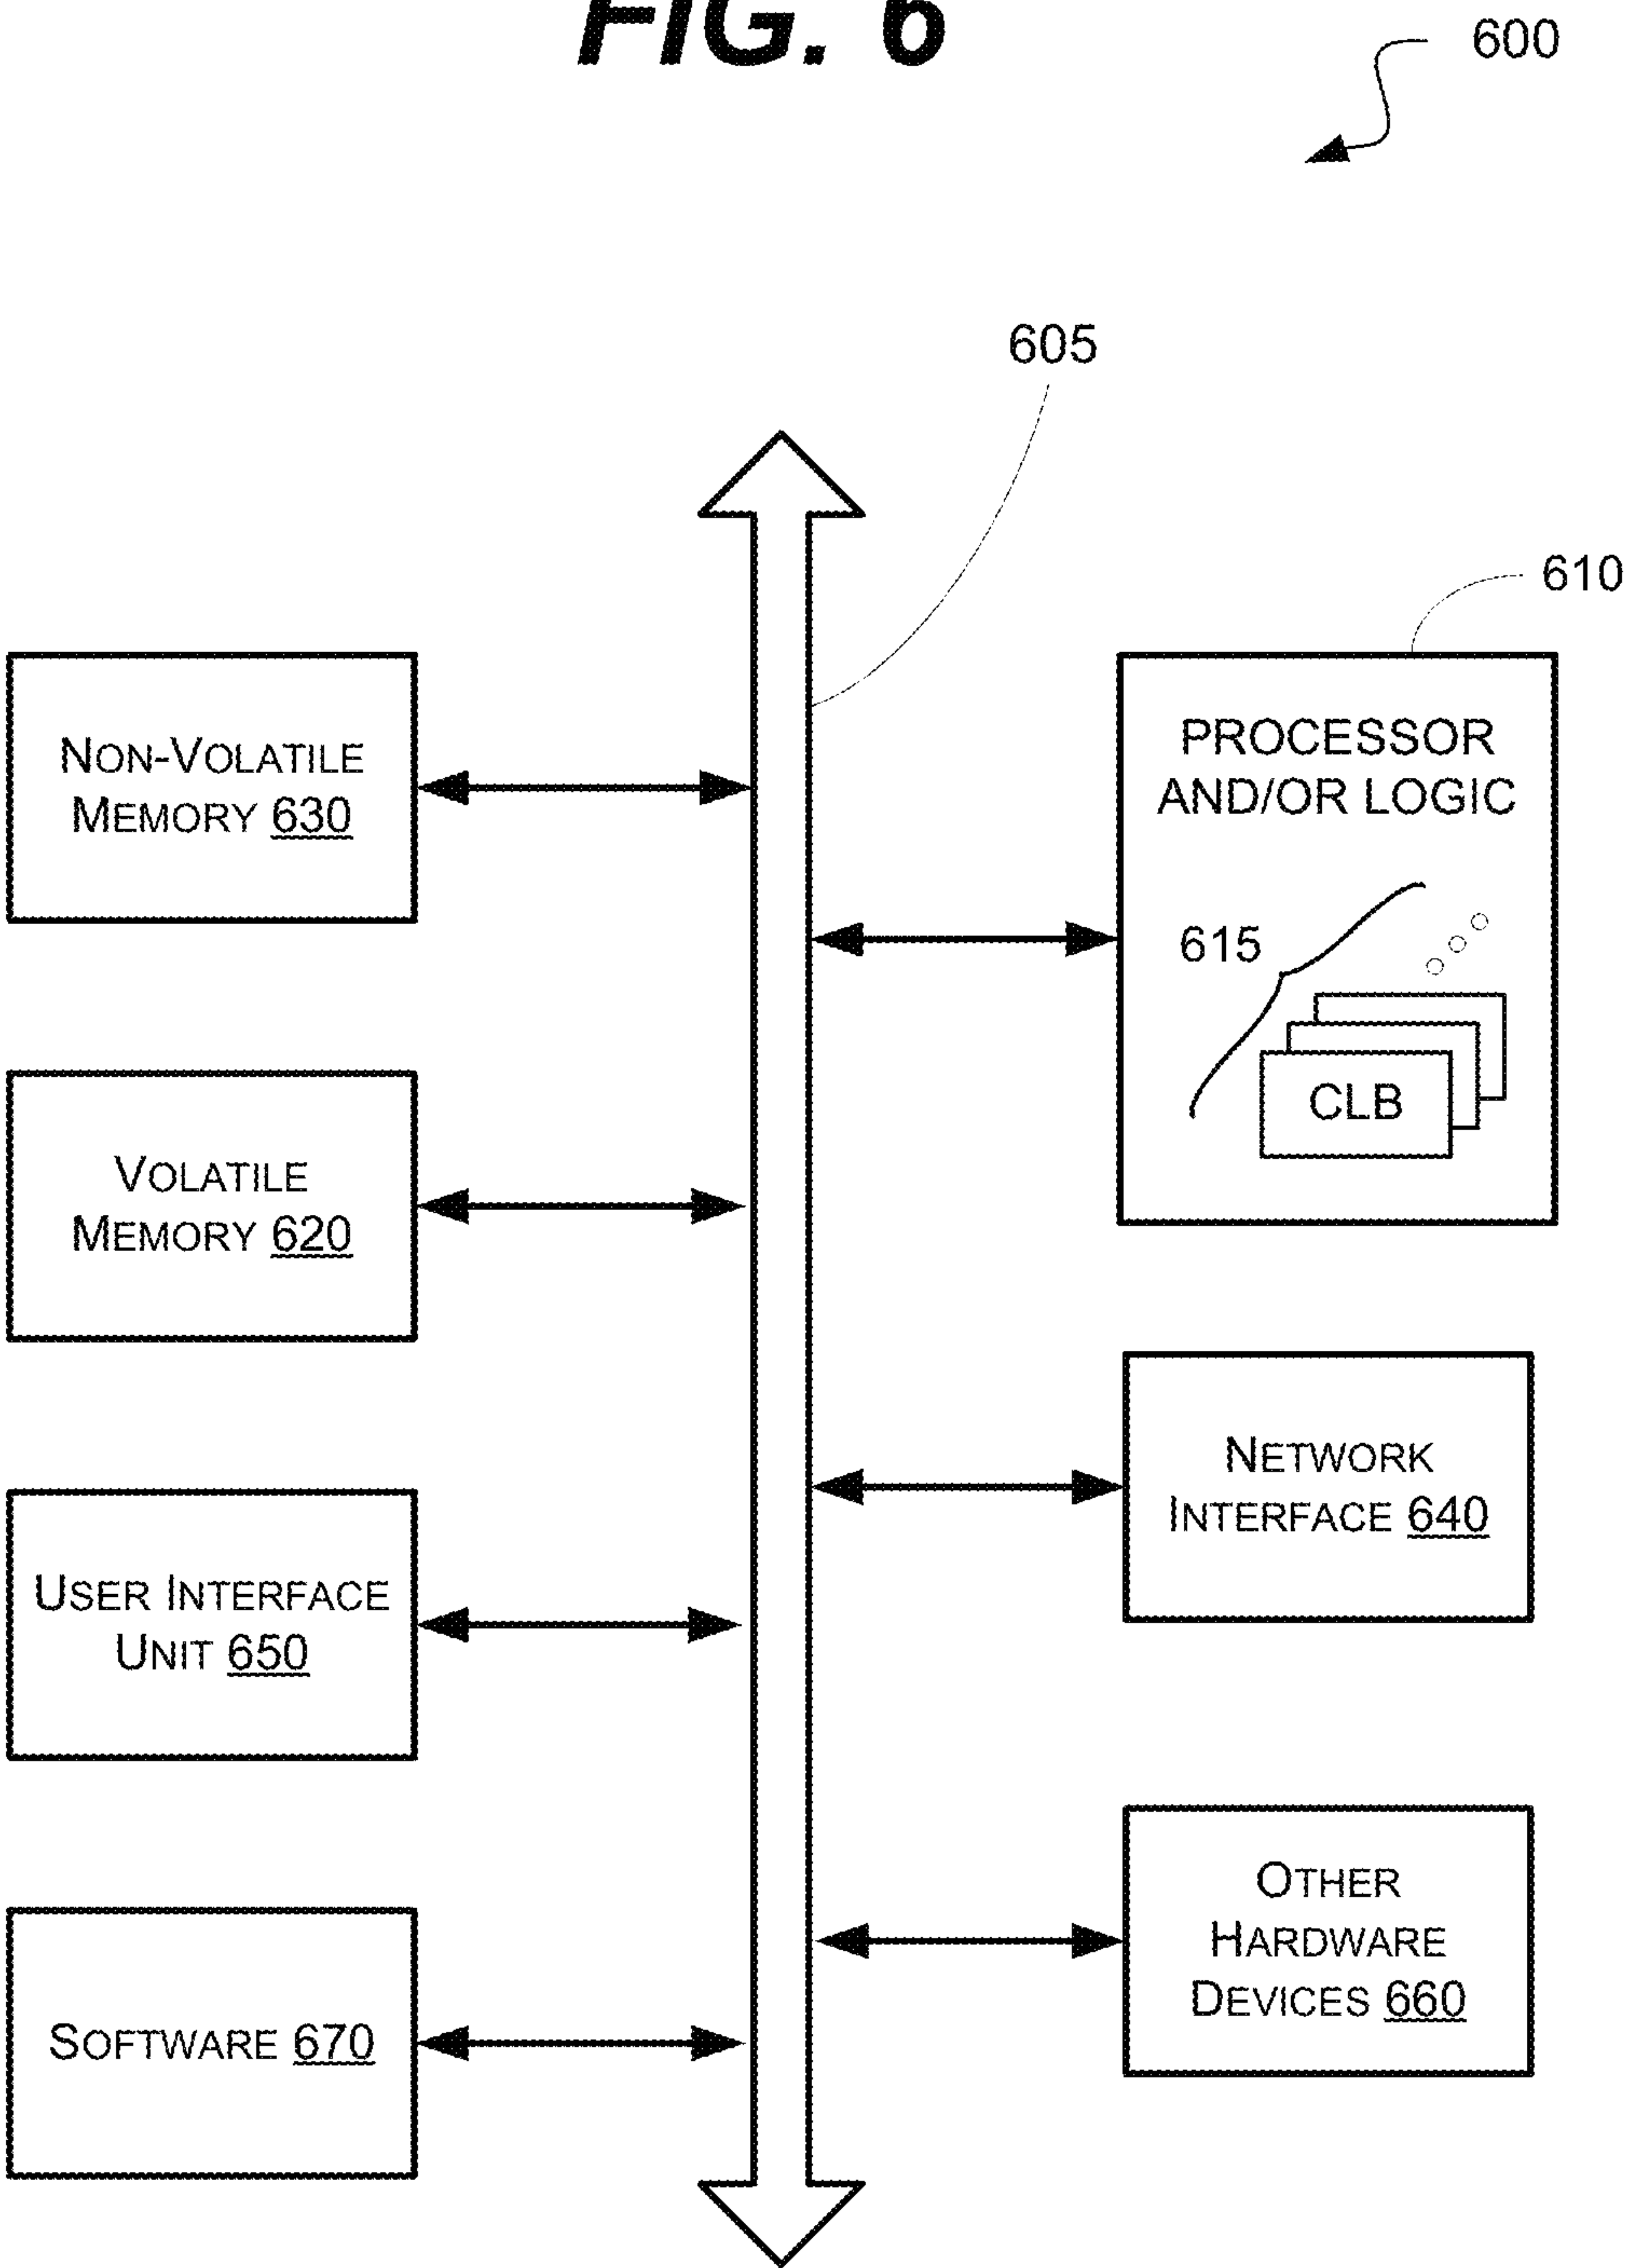 FIG. 6
600
605
610
NON-VOLATILE
MEMORY 630
PROCESSOR
AND/OR LOGIC
615
CLB
VOLATILE
MEMORY 620
NETWORK
INTERFACE 640
USER INTERFACE
UNIT 650
OTHER
HARDWARE
DEVICES 660
SOFTWARE 670